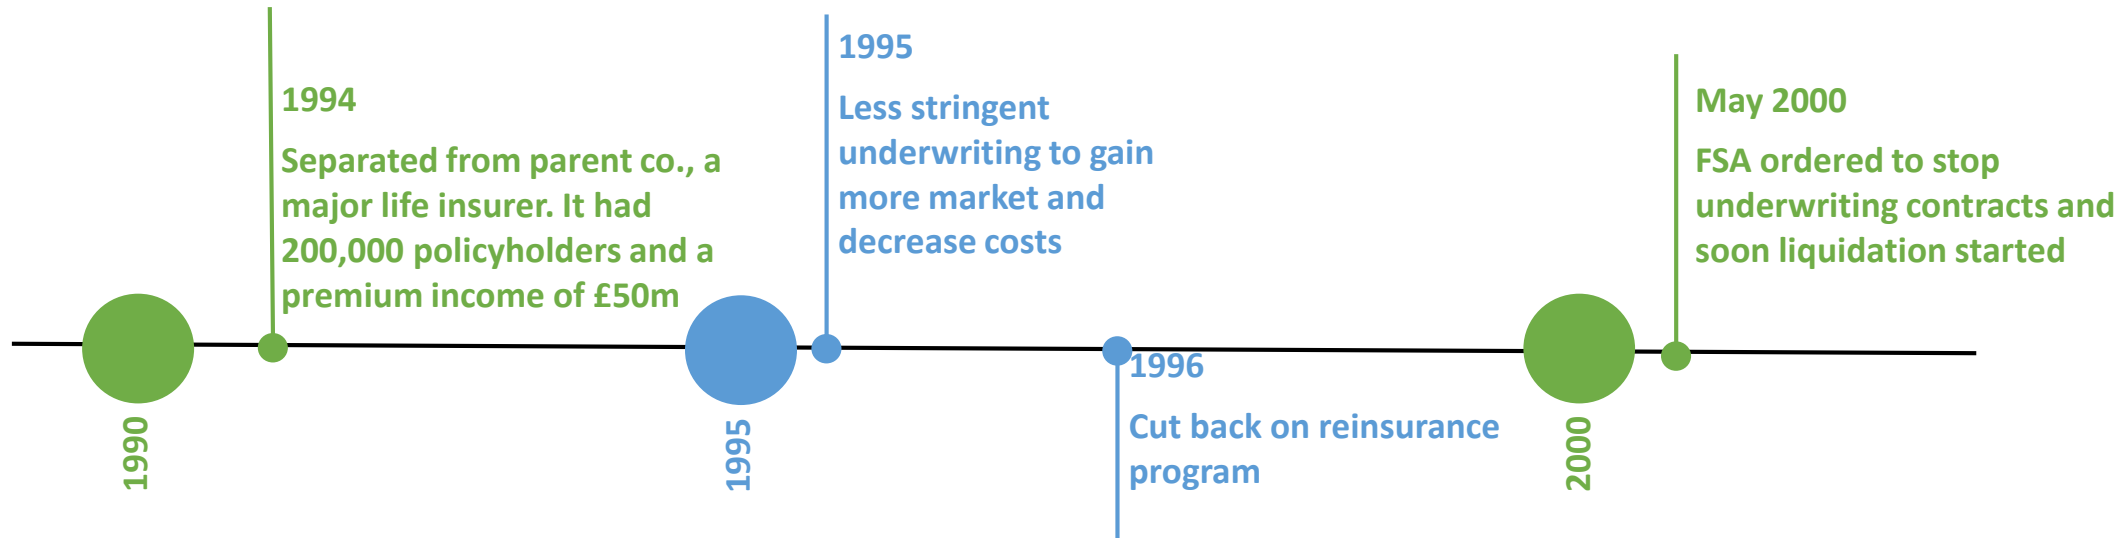 1994
Separated from parent co., a
major life insurer. It had
200,000 policyholders and a
premium income of £50m
1995
Less stringent
underwriting to gain
more market and
decrease costs
1996
Cut back on reinsurance
program
May 2000
FSA ordered to stop
underwriting contracts and
soon liquidation started
1990
1995
2000